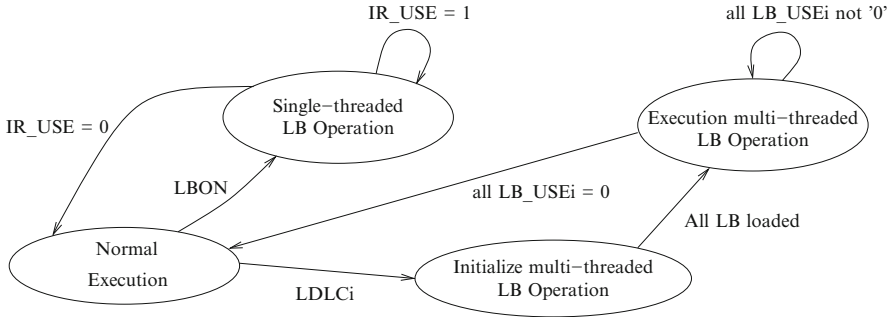 IR_USE = 1
all LB_USEi not '0'
Single−threaded
LB Operation
Execution multi−threaded
LB Operation
IR_USE = 0
LBON
all LB_USEi = 0
All LB loaded
Normal
Execution
Initialize multi−threaded
LB Operation
LDLCi